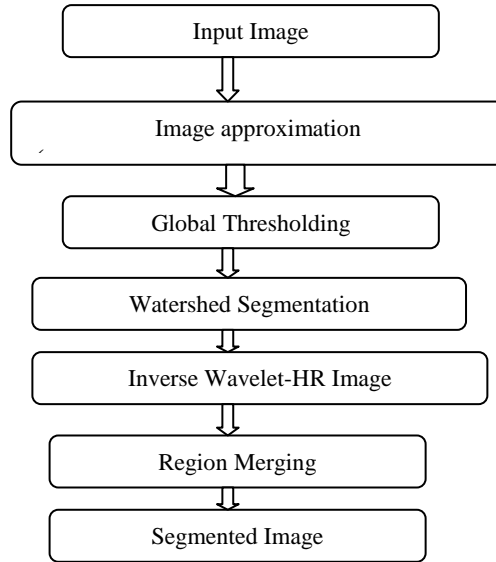 Input Image
Image approximation
Global Thresholding
Watershed Segmentation
Inverse Wavelet-HR Image
Region Merging
Segmented Image